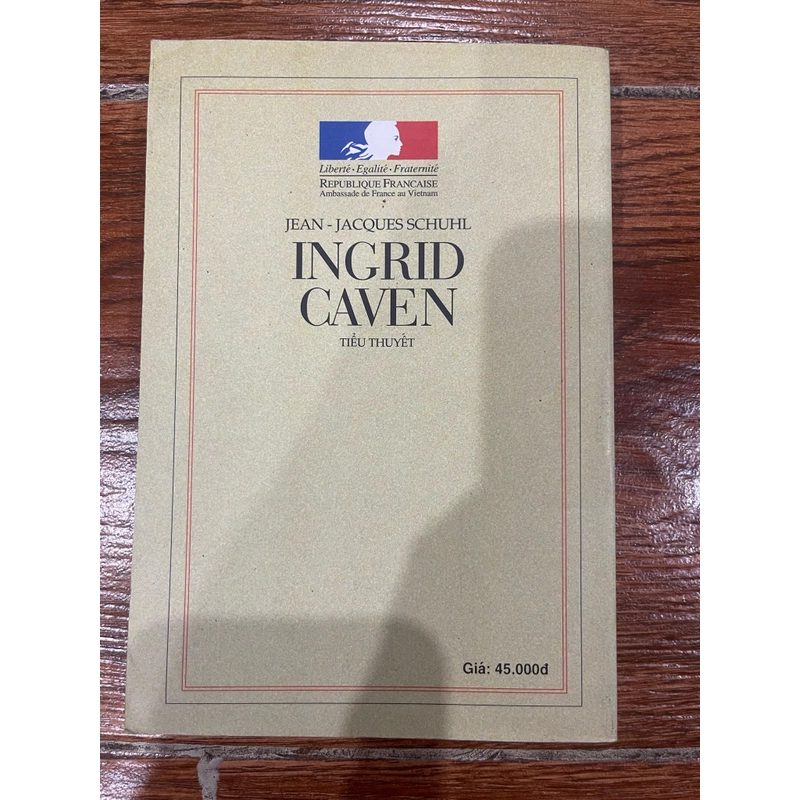 Liberté • Egalité • Fraternité
REPUBLIQUE FRANCAISE
Ambassade de France au Vietnam
*
JEAN - JACQUES SCHUHL
INGRID
CAVEN
TIỂU THUYẾT
Giá: 45.000đ